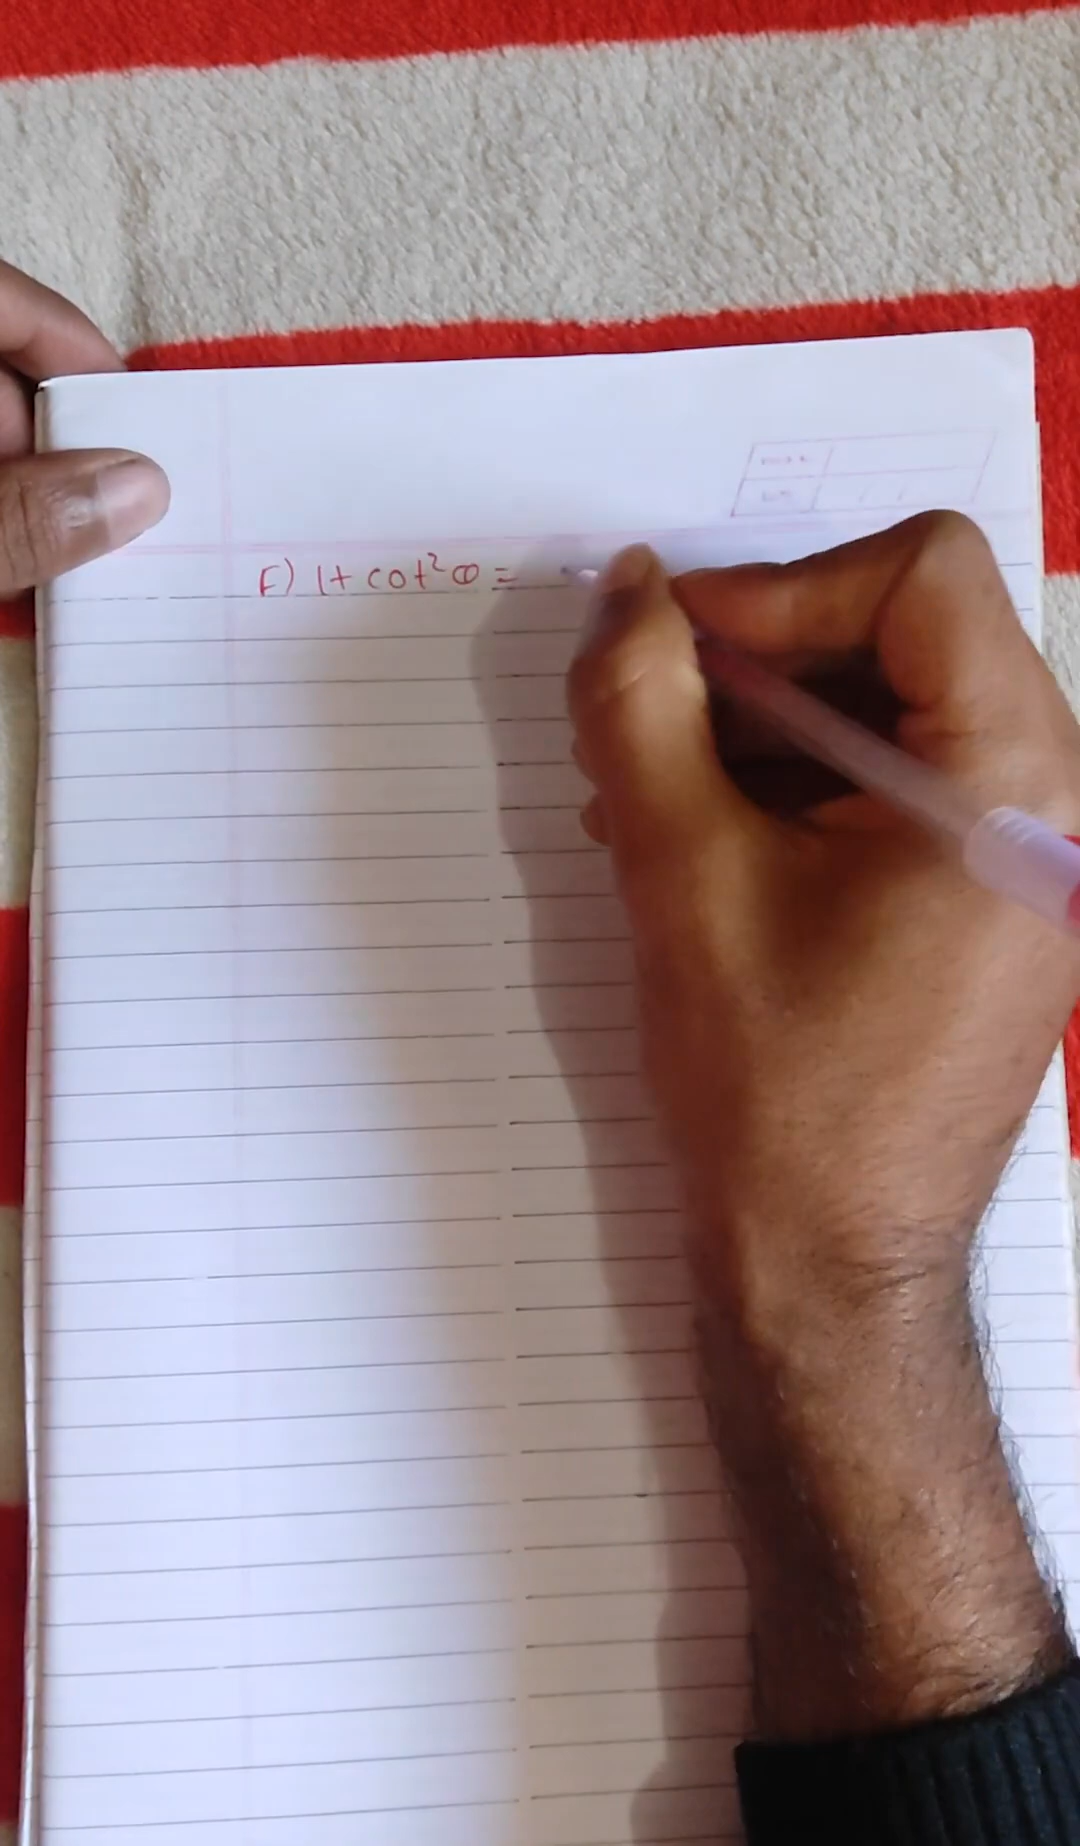 F) 1 + cot²θ =